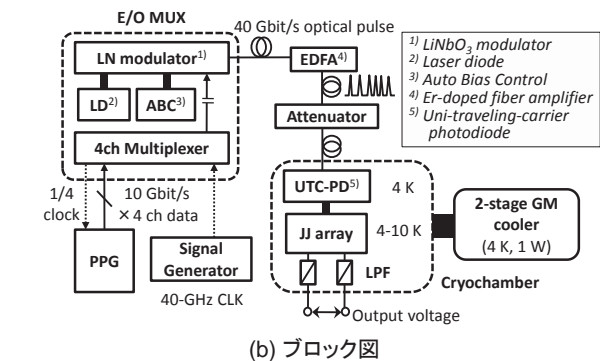 E/O MUX
40 Gbit/s optical pulse
LN modulator1)
EDFA4)
1) LiNbO3 modulator
2) Laser diode
3) Auto Bias Control
4) Er-doped fiber amplifier
5) Uni-traveling-carrier
photodiode
LD2)
ABC3)
Attenuator
4ch Multiplexer
UTC-PD5)
4 K
1/4
clock
10 Gbit/s
× 4 ch data
JJ array
4-10 K
2-stage GM
cooler
(4 K, 1 W)
PPG
Signal
Generator
LPF
Cryochamber
40-GHz CLK
Output voltage
(b) ブロック図